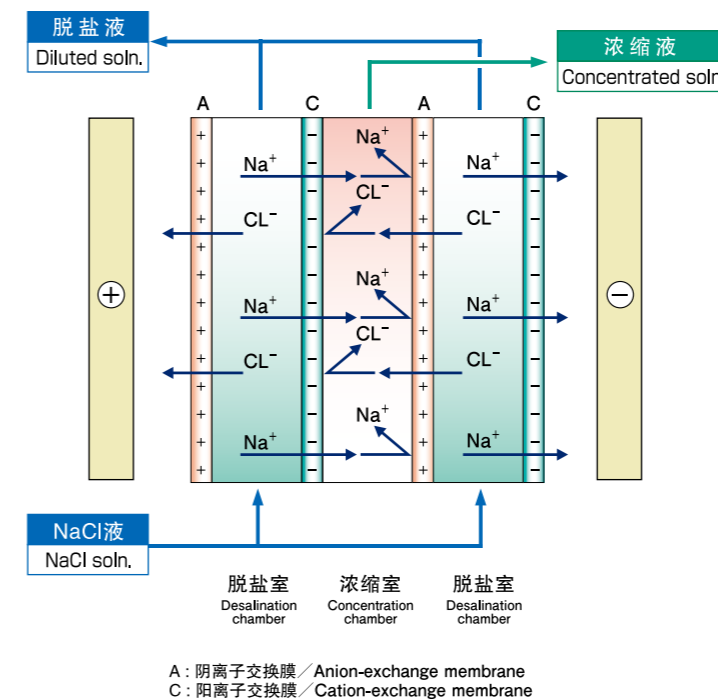 脱盐液
Diluted soln.
浓缩液
Concentrated soln
A
C
A
C
Na⁺
Na⁺
Na⁺
CL⁻
CL⁻
CL⁻
Na⁺
Na⁺
Na⁺
CL⁻
CL⁻
CL⁻
Na⁺
Na⁺
Na⁺
+
−
NaCl液
NaCl soln.
脱盐室
Desalination
chamber
浓缩室
Concentration
chamber
脱盐室
Desalination
chamber
A : 阴离子交换膜／Anion-exchange membrane
C : 阳离子交换膜／Cation-exchange membrane